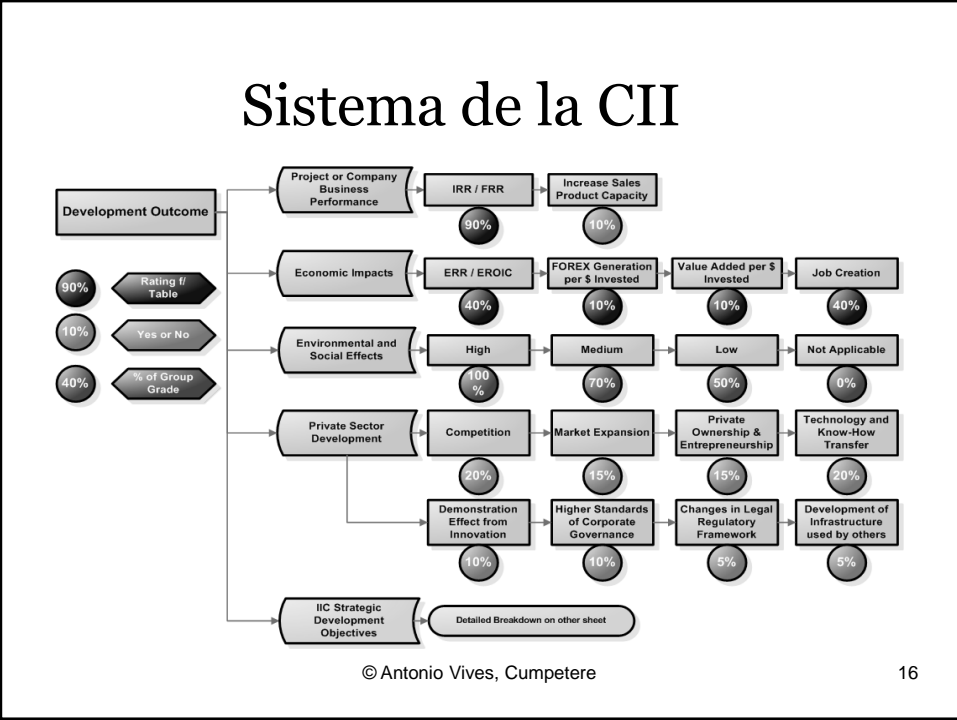 Sistema de la CII
Development Outcome
90%
Rating f/
Table
10%
Yes or No
40%
% of Group
Grade
Project or Company
Business
Performance
IRR / FRR
90%
Increase Sales
Product Capacity
10%
Economic Impacts
ERR / EROIC
40%
FOREX Generation
per $ Invested
10%
Value Added per $
Invested
10%
Job Creation
40%
Environmental and
Social Effects
High
100
%
Medium
70%
Low
50%
Not Applicable
0%
Private Sector
Development
Competition
20%
Market Expansion
15%
Private
Ownership &
Entrepreneurship
15%
Technology and
Know-How
Transfer
20%
Demonstration
Effect from
Innovation
10%
Higher Standards
of Corporate
Governance
10%
Changes in Legal
Regulatory
Framework
5%
Development of
Infrastructure
used by others
5%
IIC Strategic
Development
Objectives
Detailed Breakdown on other sheet
© Antonio Vives, Cumpetere
16